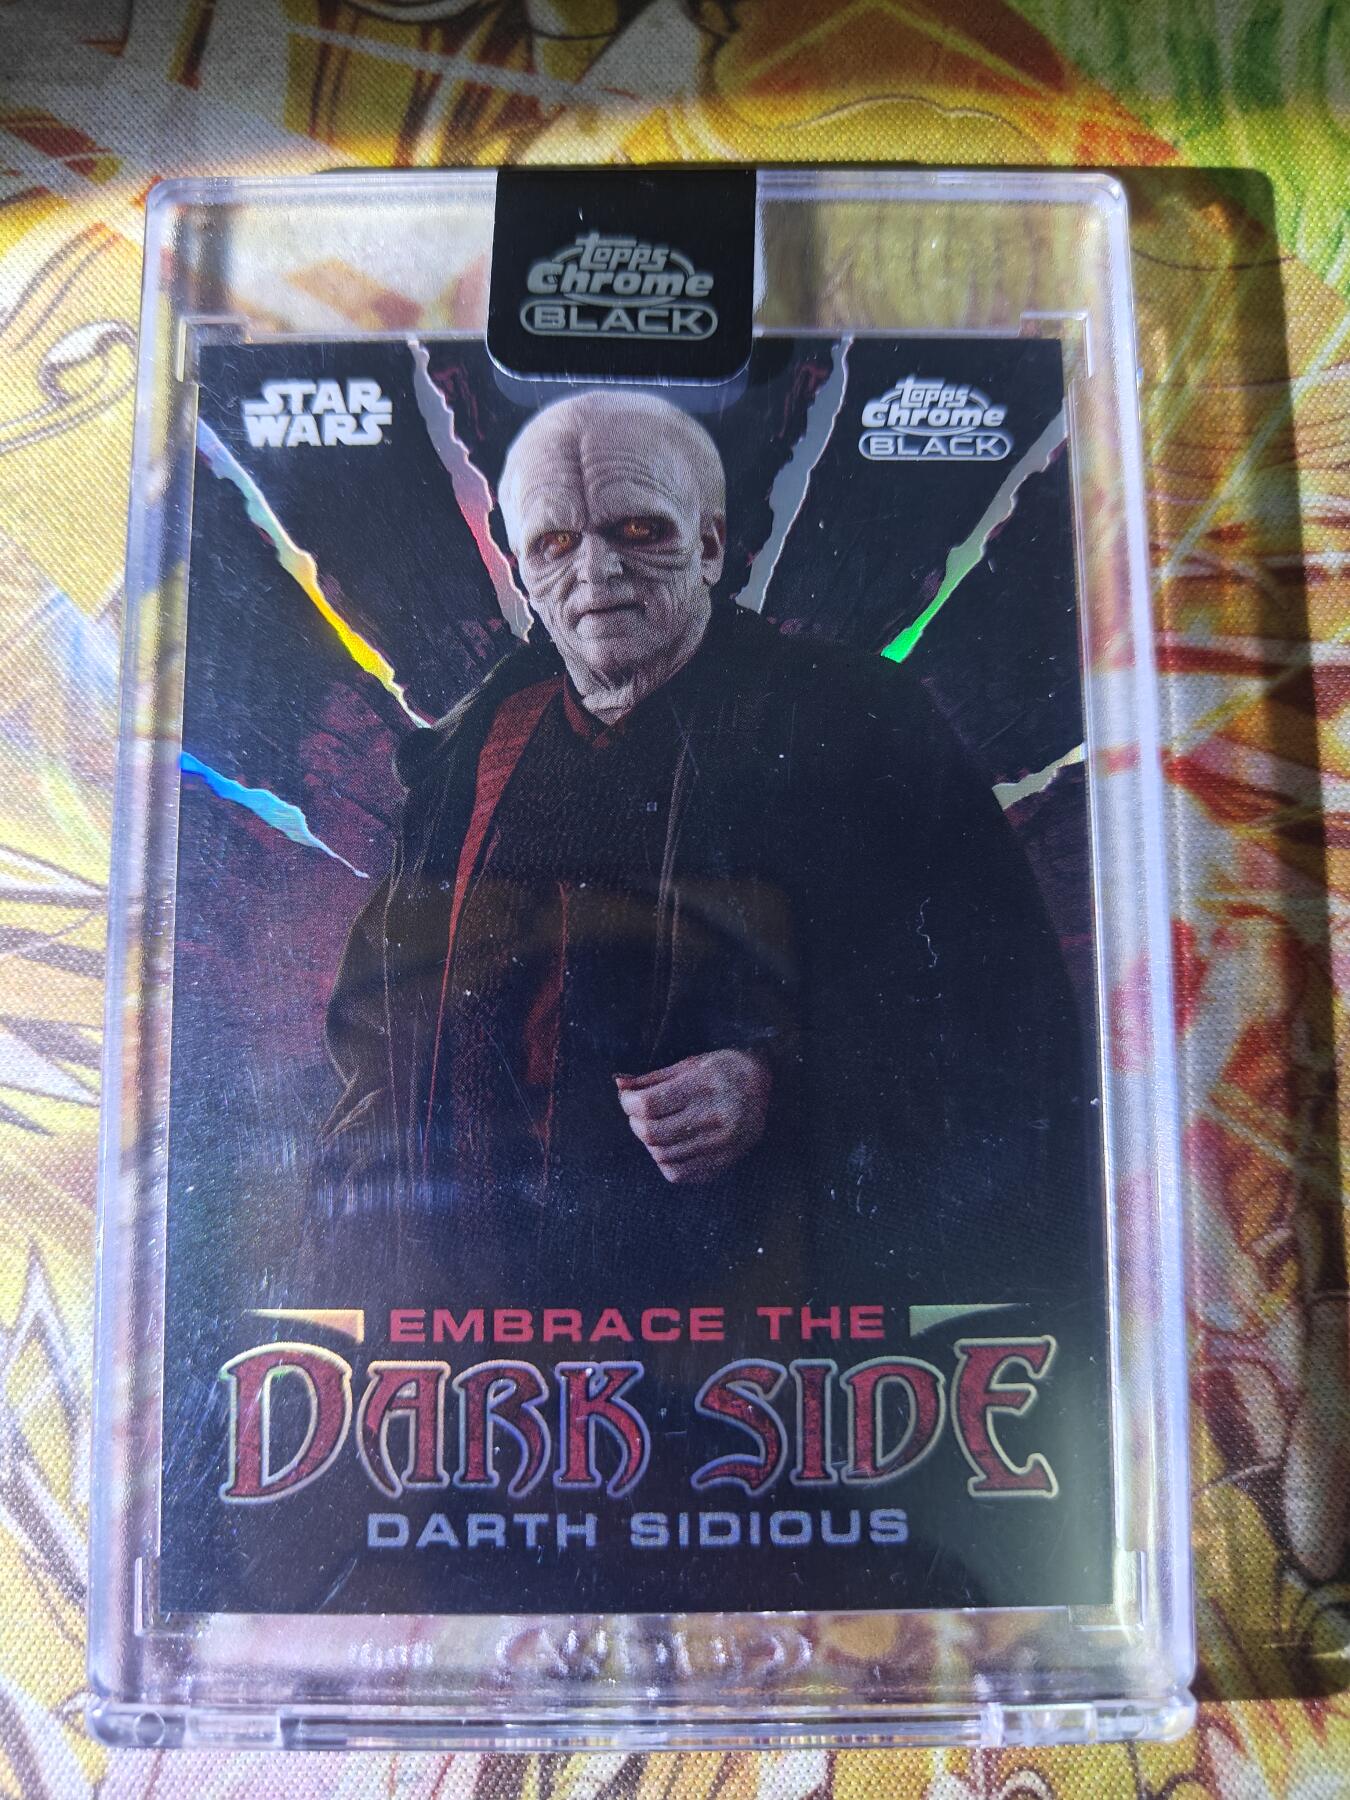 Topps
Chrome
BLACK
STAR
WARS
Topps
Chrome
BLACK
EMBRACE THE
DARK SIDE
DARTH SIDIOUS